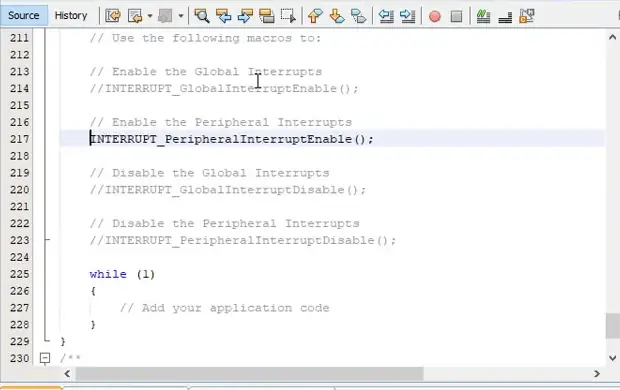 Source History
211 // Use the following macros to:
212
213 // Enable the Global Interrupts
214 //INTERRUPT_GlobalInterruptEnable();
215
216 // Enable the Peripheral Interrupts
217 INTERRUPT_PeripheralInterruptEnable();
218
219 // Disable the Global Interrupts
220 //INTERRUPT_GlobalInterruptDisable();
221
222 // Disable the Peripheral Interrupts
223 //INTERRUPT_PeripheralInterruptDisable();
224
225 while (1)
226 {
227 // Add your application code
228 }
229 }
230 /**